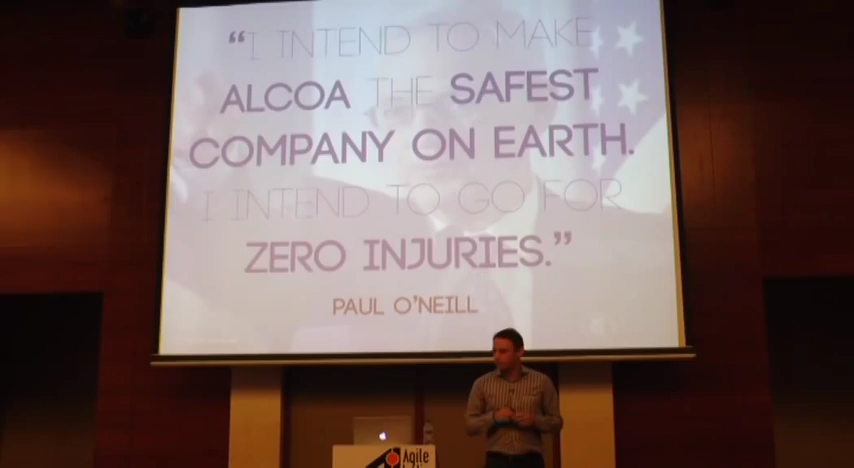 “I INTEND TO MAKE
ALCOA THE SAFEST
COMPANY ON EARTH.
I INTEND TO GO FOR
ZERO INJURIES.”
PAUL O’NEILL
Agile